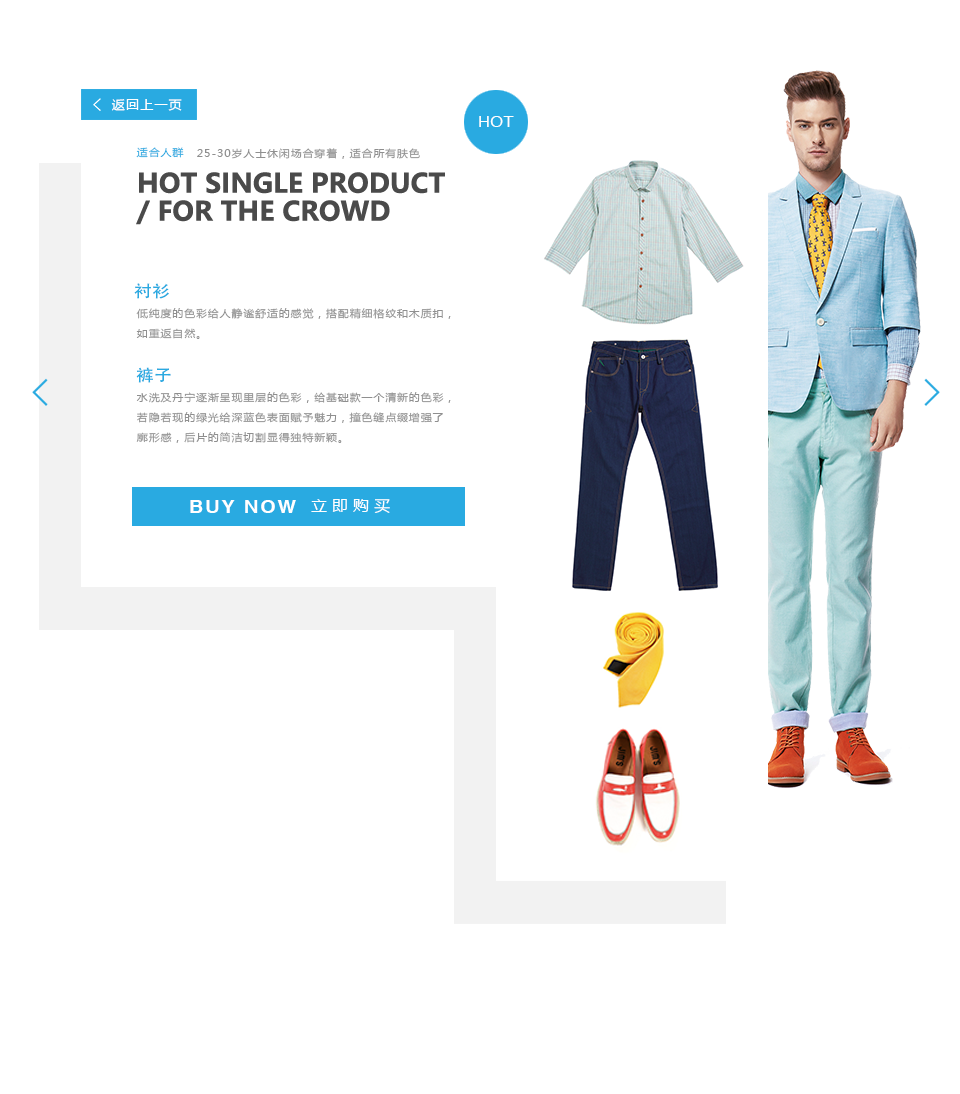 返回上一页
HOT
适合人群 25-30岁人士休闲场合穿着，适合所有肤色
HOT SINGLE PRODUCT
/ FOR THE CROWD
衬衫
低纯度的色彩给人静谧舒适的感觉，搭配精细格纹和木质扣，
如重返自然。
裤子
水洗及丹宁逐渐呈现里层的色彩，给基础款一个清新的色彩，
若隐若现的绿光给深蓝色表面赋予魅力，撞色缝点缀增强了
廓形感，后片的简洁切割显得独特新颖。
BUY NOW 立即购买
JIM'S
JIM'S